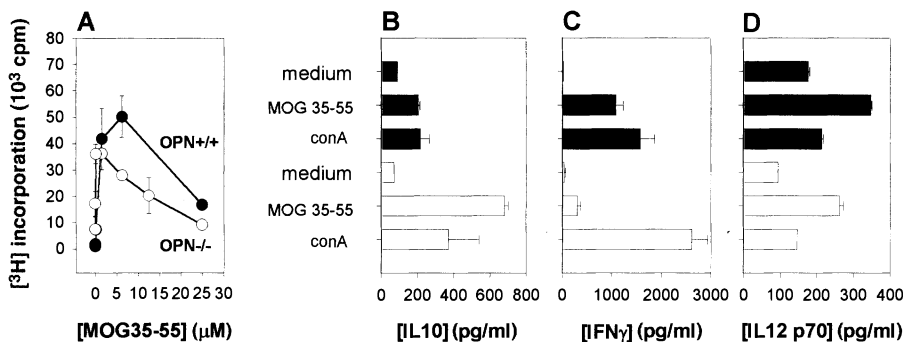 A
B
C
D
[³H] incorporation (10³ cpm)
80
70
60
50
40
30
20
10
0
OPN+/+
OPN-/-
0 5 10 15 20 25 30
[MOG35-55] (μM)
medium
MOG 35-55
conA
medium
MOG 35-55
conA
0 200 400 600 800
[IL10] (pg/ml)
0 1000 2000 3000
[IFNγ] (pg/ml)
0 100 200 300 400
[IL12 p70] (pg/ml)